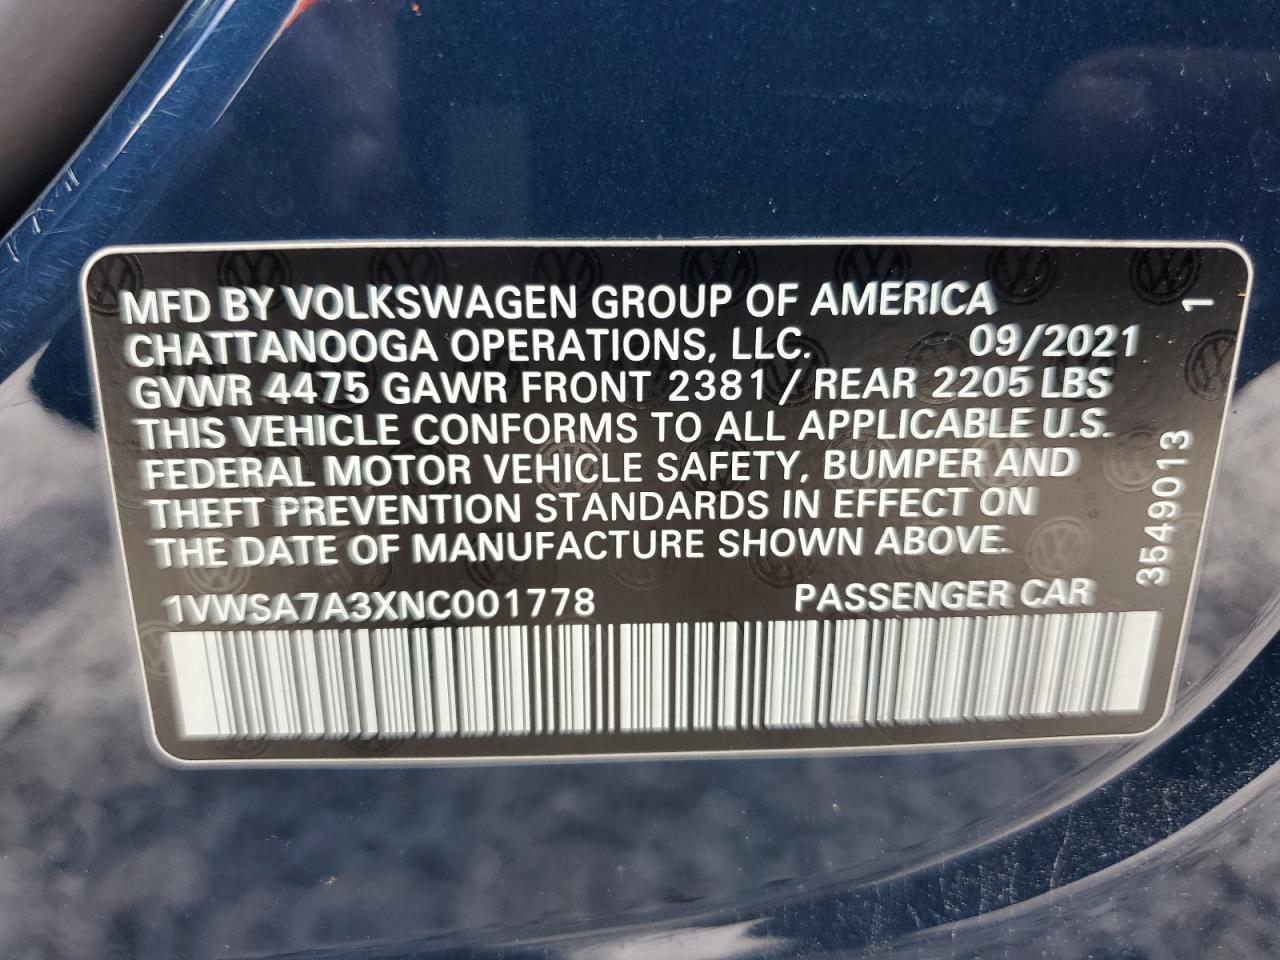 MFD BY VOLKSWAGEN GROUP OF AMERICA
CHATTANOOGA OPERATIONS, LLC. 09/2021
GVWR 4475 GAWR FRONT 2381 / REAR 2205 LBS
THIS VEHICLE CONFORMS TO ALL APPLICABLE U.S.
FEDERAL MOTOR VEHICLE SAFETY, BUMPER AND
THEFT PREVENTION STANDARDS IN EFFECT ON
THE DATE OF MANUFACTURE SHOWN ABOVE.
1VWSA7A3XNC001778 PASSENGER CAR
3549013 1